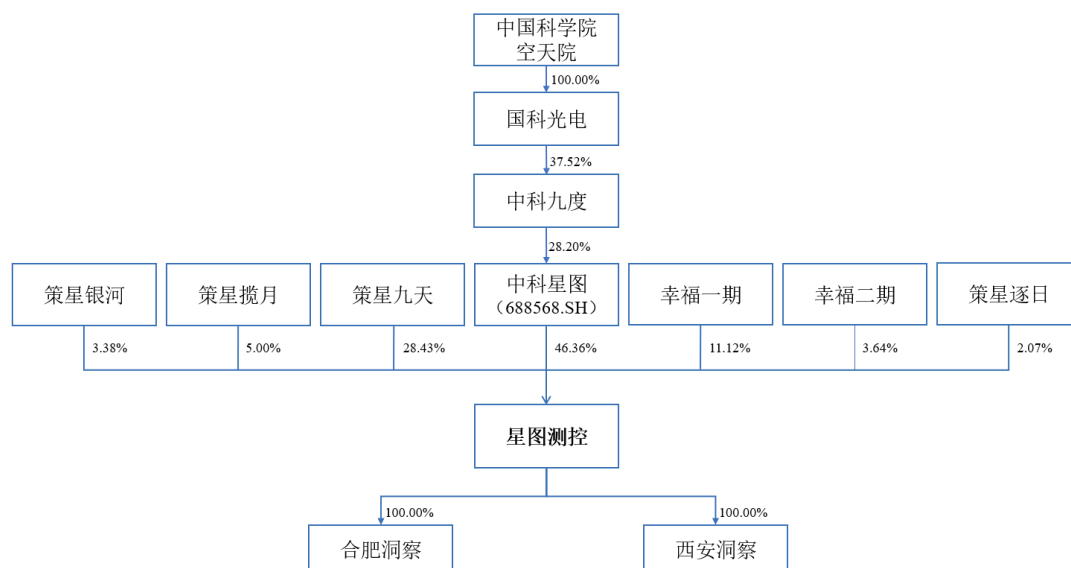 中国科学院
空天院
100.00%
国科光电
37.52%
中科九度
28.20%
策星银河
策星揽月
策星九天
中科星图
（688568.SH）
幸福一期
幸福二期
策星逐日
3.38%
5.00%
28.43%
46.36%
11.12%
3.64%
2.07%
星图测控
100.00%
100.00%
合肥洞察
西安洞察